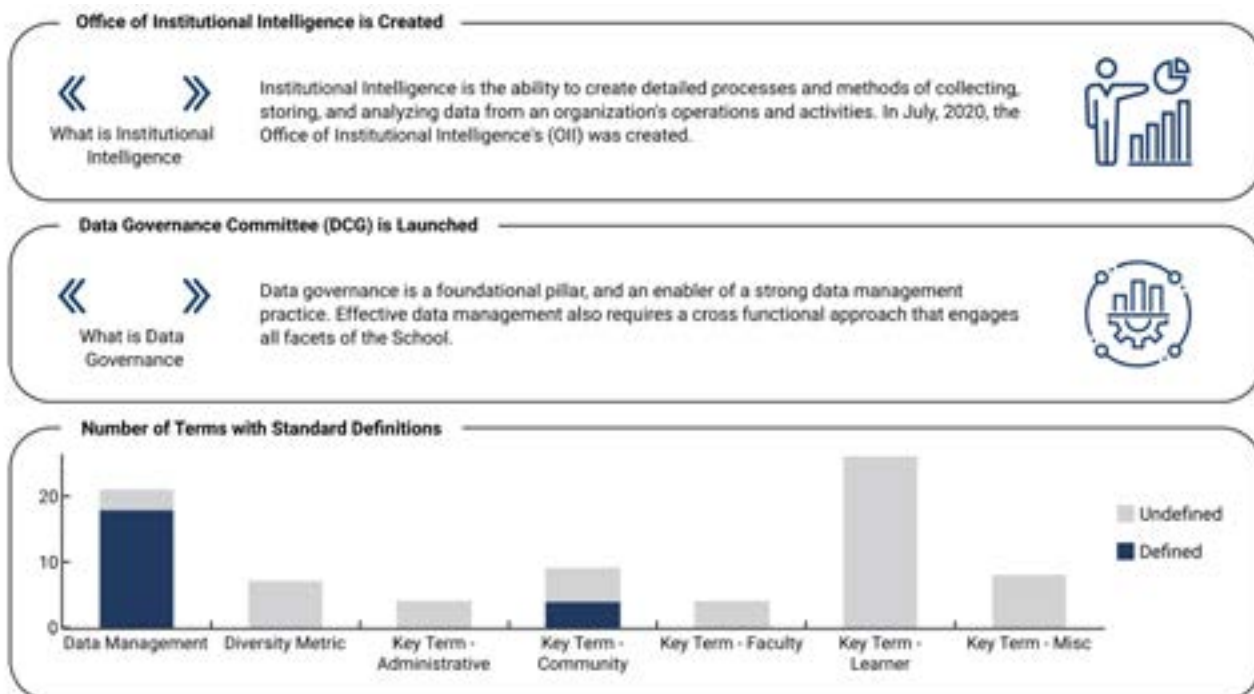 Office of Institutional Intelligence is Created
What is Institutional
Intelligence
Institutional Intelligence is the ability to create detailed processes and methods of collecting,
storing, and analyzing data from an organization's operations and activities. In July, 2020, the
Office of Institutional Intelligence's (OII) was created.
Data Governance Committee (DCG) is Launched
What is Data
Governance
Data governance is a foundational pillar, and an enabler of a strong data management
practice. Effective data management also requires a cross functional approach that engages
all facets of the School.
Number of Terms with Standard Definitions
20
10
0
Undefined
Defined
Data Management
Diversity Metric
Key Term -
Administrative
Key Term -
Community
Key Term - Faculty
Key Term -
Learner
Key Term - Misc